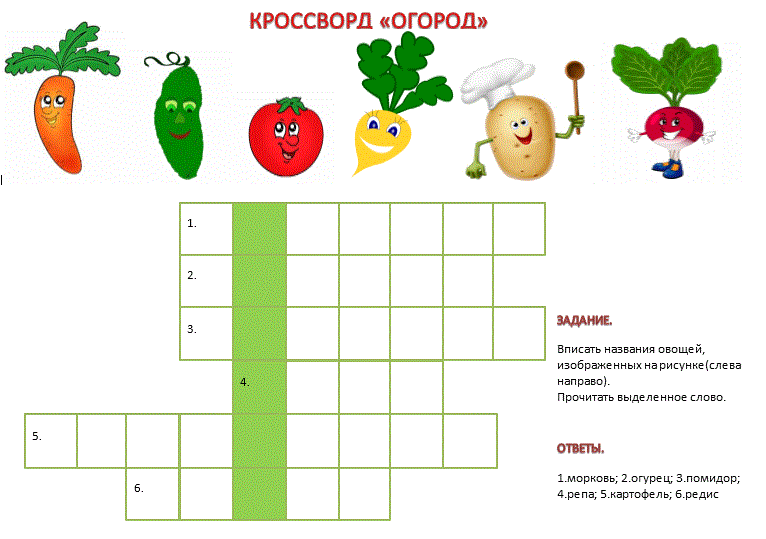 КРОССВОРД «ОГОРОД»
1.
2.
3.
4.
5.
6.
ЗАДАНИЕ.
Вписать названия овощей,
изображенных на рисунке(слева
направо).
Прочитать выделенное слово.
ОТВЕТЫ.
1.морковь; 2.огурец; 3.помидор;
4.репа; 5.картофель; 6.редис